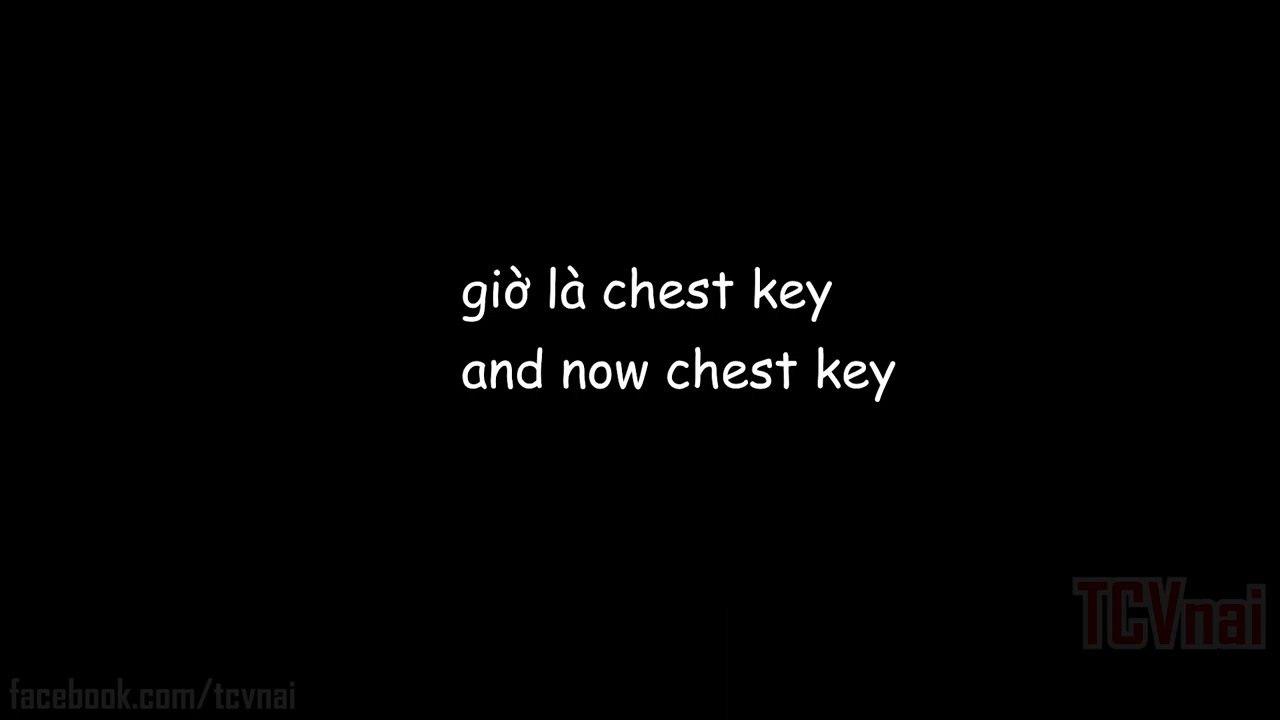 giờ là chest key
and now chest key
TCVnai
facebook.com/tcvnai